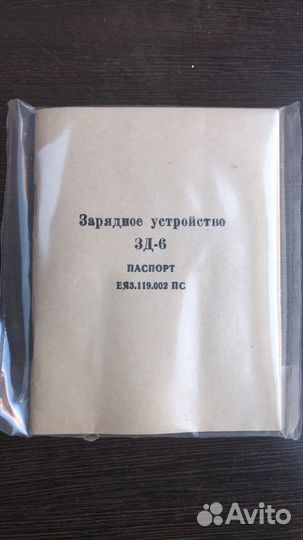 Зарядное устройство
ЗД-6
ПАСПОРТ
ЕЯ3.119.002 ПС
Avito